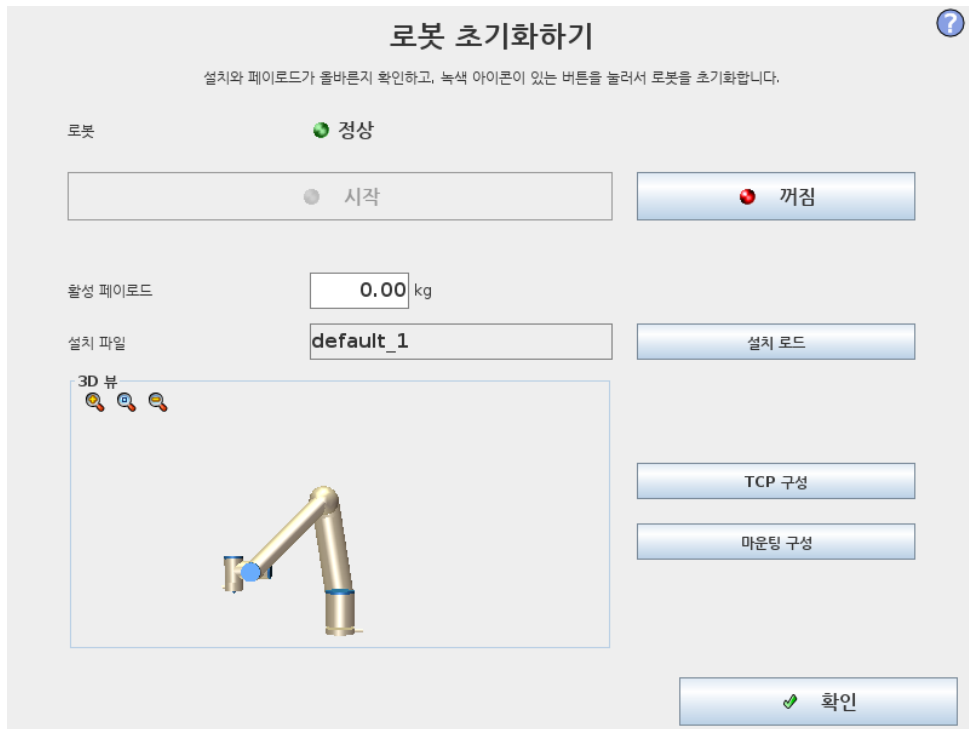 로봇 초기화하기
?
설치와 페이로드가 올바른지 확인하고, 녹색 아이콘이 있는 버튼을 눌러서 로봇을 초기화합니다.
로봇
정상
시작
꺼짐
활성 페이로드
0.00 kg
설치 파일
default_1
설치 로드
3D 뷰
TCP 구성
마운팅 구성
확인